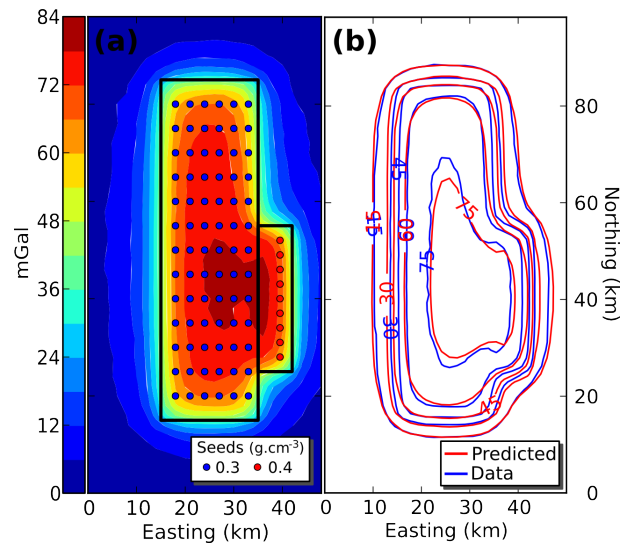 84
72
60
48
36
24
12
0
mGal
(a)
Seeds (g.cm⁻³)
0.3 0.4
0 10 20 30 40
Easting (km)
(b)
45
15
15
60
60
75
75
30
30
45
Predicted
Data
80
60
40
20
0
Northing (km)
0 10 20 30 40
Easting (km)